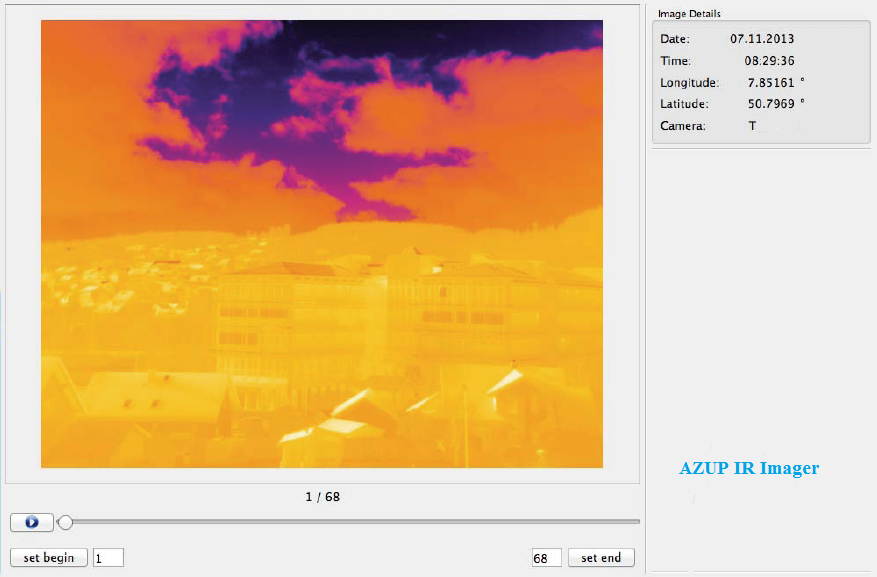 Image Details
Date: 07.11.2013
Time: 08:29:36
Longitude: 7.85161 °
Latitude: 50.7969 °
Camera: T
AZUP IR Imager
1 / 68
set begin 1 68 set end